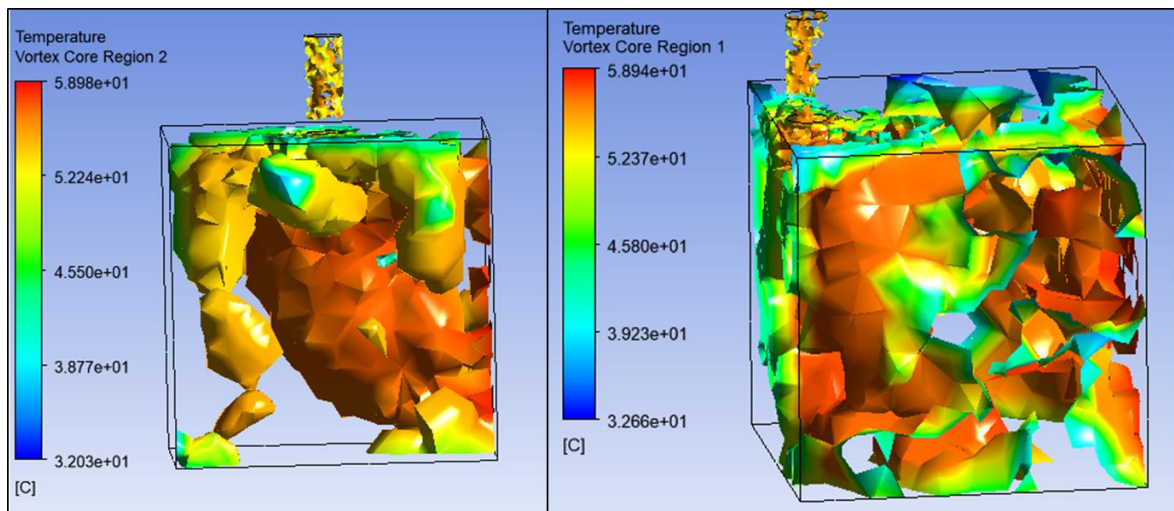 Temperature
Vortex Core Region 2
5.898e+01
5.224e+01
4.550e+01
3.877e+01
3.203e+01
[C]
Temperature
Vortex Core Region 1
5.894e+01
5.237e+01
4.580e+01
3.923e+01
3.266e+01
[C]